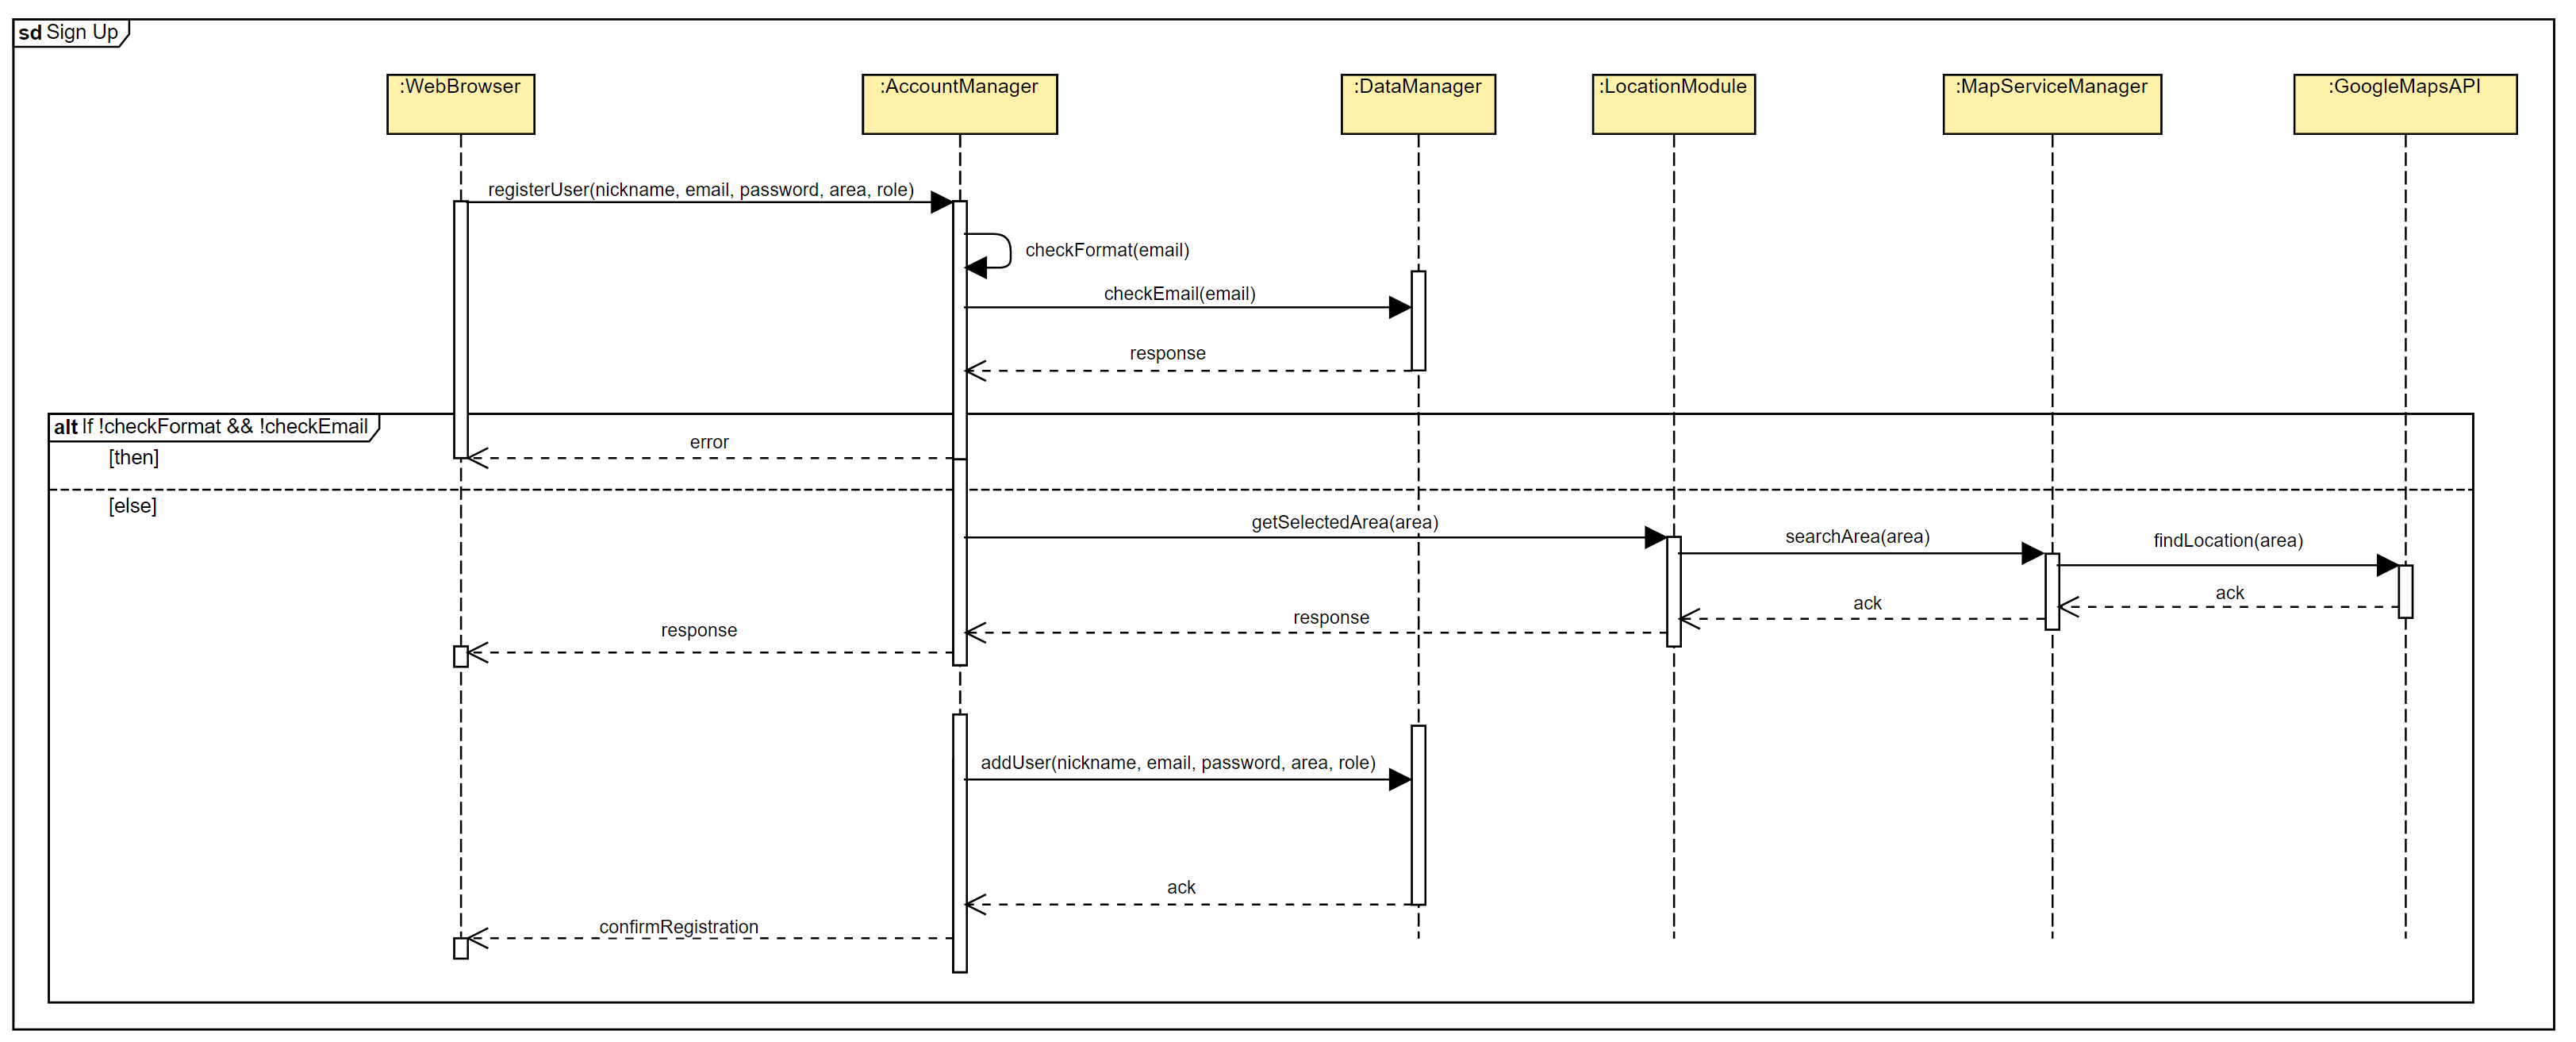 sd Sign Up
:WebBrowser
:AccountManager
:DataManager
:LocationModule
:MapServiceManager
:GoogleMapsAPI
registerUser(nickname, email, password, area, role)
checkFormat(email)
checkEmail(email)
response
alt If !checkFormat && !checkEmail
error
[then]
[else]
getSelectedArea(area)
searchArea(area)
findLocation(area)
ack
ack
response
response
addUser(nickname, email, password, area, role)
ack
confirmRegistration